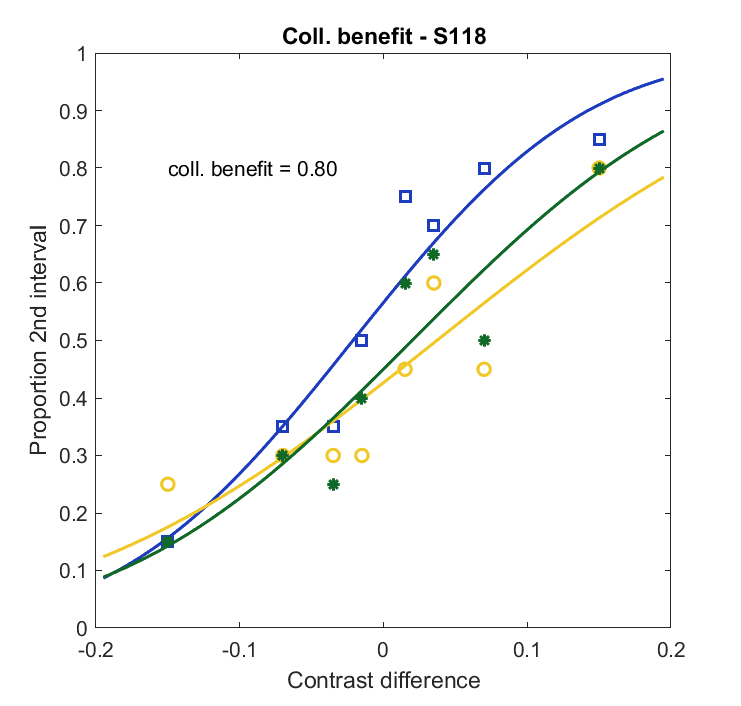 Coll. benefit - S118
1
0.9
0.8
0.7
0.6
0.5
0.4
0.3
0.2
0.1
0
coll. benefit = 0.80
Proportion 2nd interval
-0.2 -0.1 0 0.1 0.2
Contrast difference